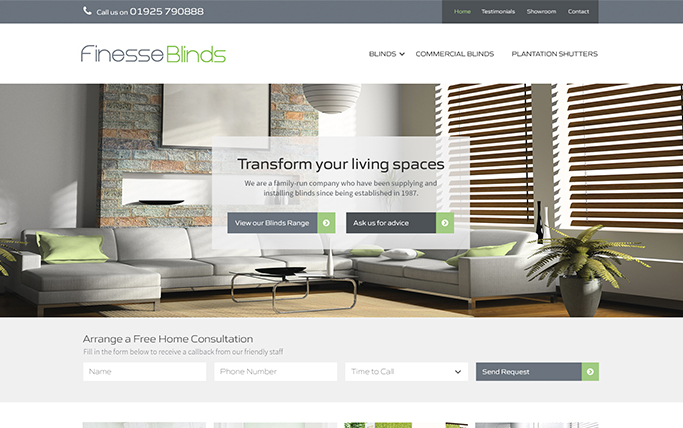 Call us on 01925 790888
Home Testimonials Showroom Contact
Finesse Blinds
BLINDS COMMERCIAL BLINDS PLANTATION SHUTTERS
Transform your living spaces
We are a family-run company who have been supplying and
installing blinds since being established in 1987.
View our Blinds Range Ask us for advice
Arrange a Free Home Consultation
Fill in the form below to receive a callback from our friendly staff
Name Phone Number Time to Call Send Request